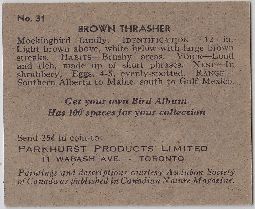 No. 31
BROWN THRASHER
Mockingbird family. IDENTIFICATION—12 in.
Light brown above, white below with large brown
streaks. HABITS—Brushy areas. VOICE—Loud
and rich, made up of short phrases. NEST—In
shrubbery. Eggs, 4-5, evenly-spotted. RANGE—
Southern Alberta to Maine, south to Gulf Mexico.
Get your own Bird Album
Has 100 spaces for your collection
Send 25¢ in coin to:
PARKHURST PRODUCTS LIMITED
11 WABASH AVE. - TORONTO
Paintings and descriptions courtesy Audubon Society
of Canada as published in Canadian Nature Magazine.